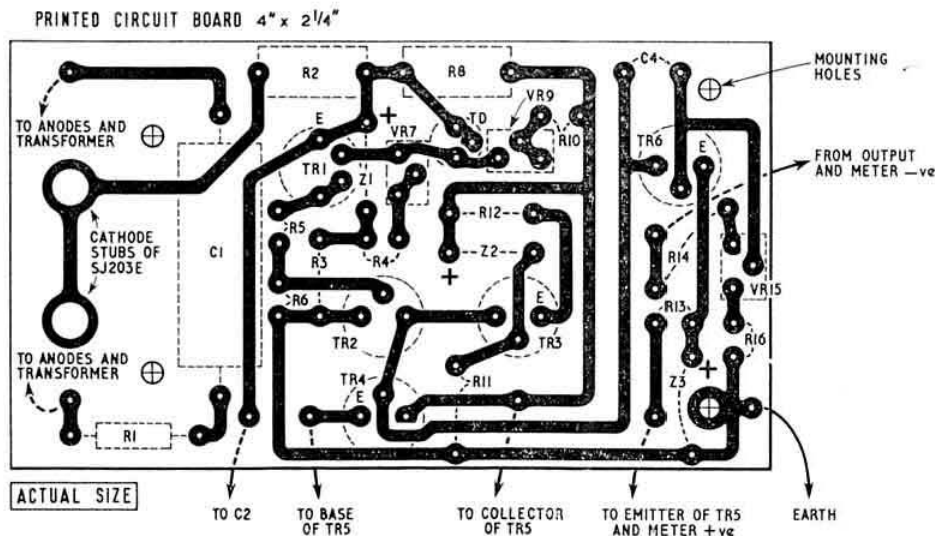 PRINTED CIRCUIT BOARD 4" x 2 1/4"
R2
R8
C4
MOUNTING
HOLES
TO ANODES AND
TRANSFORMER
E
+
VR7
TD
VR9
R10
TR6
E
TR1
Z1
FROM OUTPUT
AND METER —ve
R5
R12
CATHODE
STUBS OF
SJ203E
C1
R3
R4
Z2
+
R14
R6
E
R13
VR15
TR2
TR3
R16
TO ANODES AND
TRANSFORMER
TR4
E
R11
Z3
+
R1
ACTUAL SIZE
TO C2
TO BASE
OF TR5
TO COLLECTOR
OF TR5
TO EMITTER OF TR5
AND METER +ve
EARTH